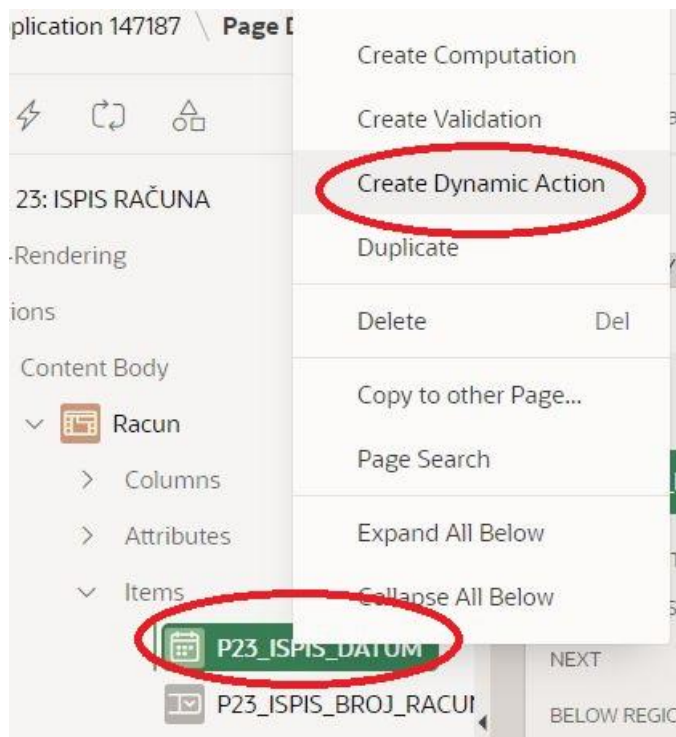 plication 147187 \ Page D
23: ISPIS RAČUNA
-Rendering
ions
Content Body
Racun
Columns
Attributes
Items
P23_ISPIS_DATUM
P23_ISPIS_BROJ_RACUN
Create Computation
Create Validation
Create Dynamic Action
Duplicate
Delete Del
Copy to other Page...
Page Search
Expand All Below
Collapse All Below
NEXT
BELOW REGIO